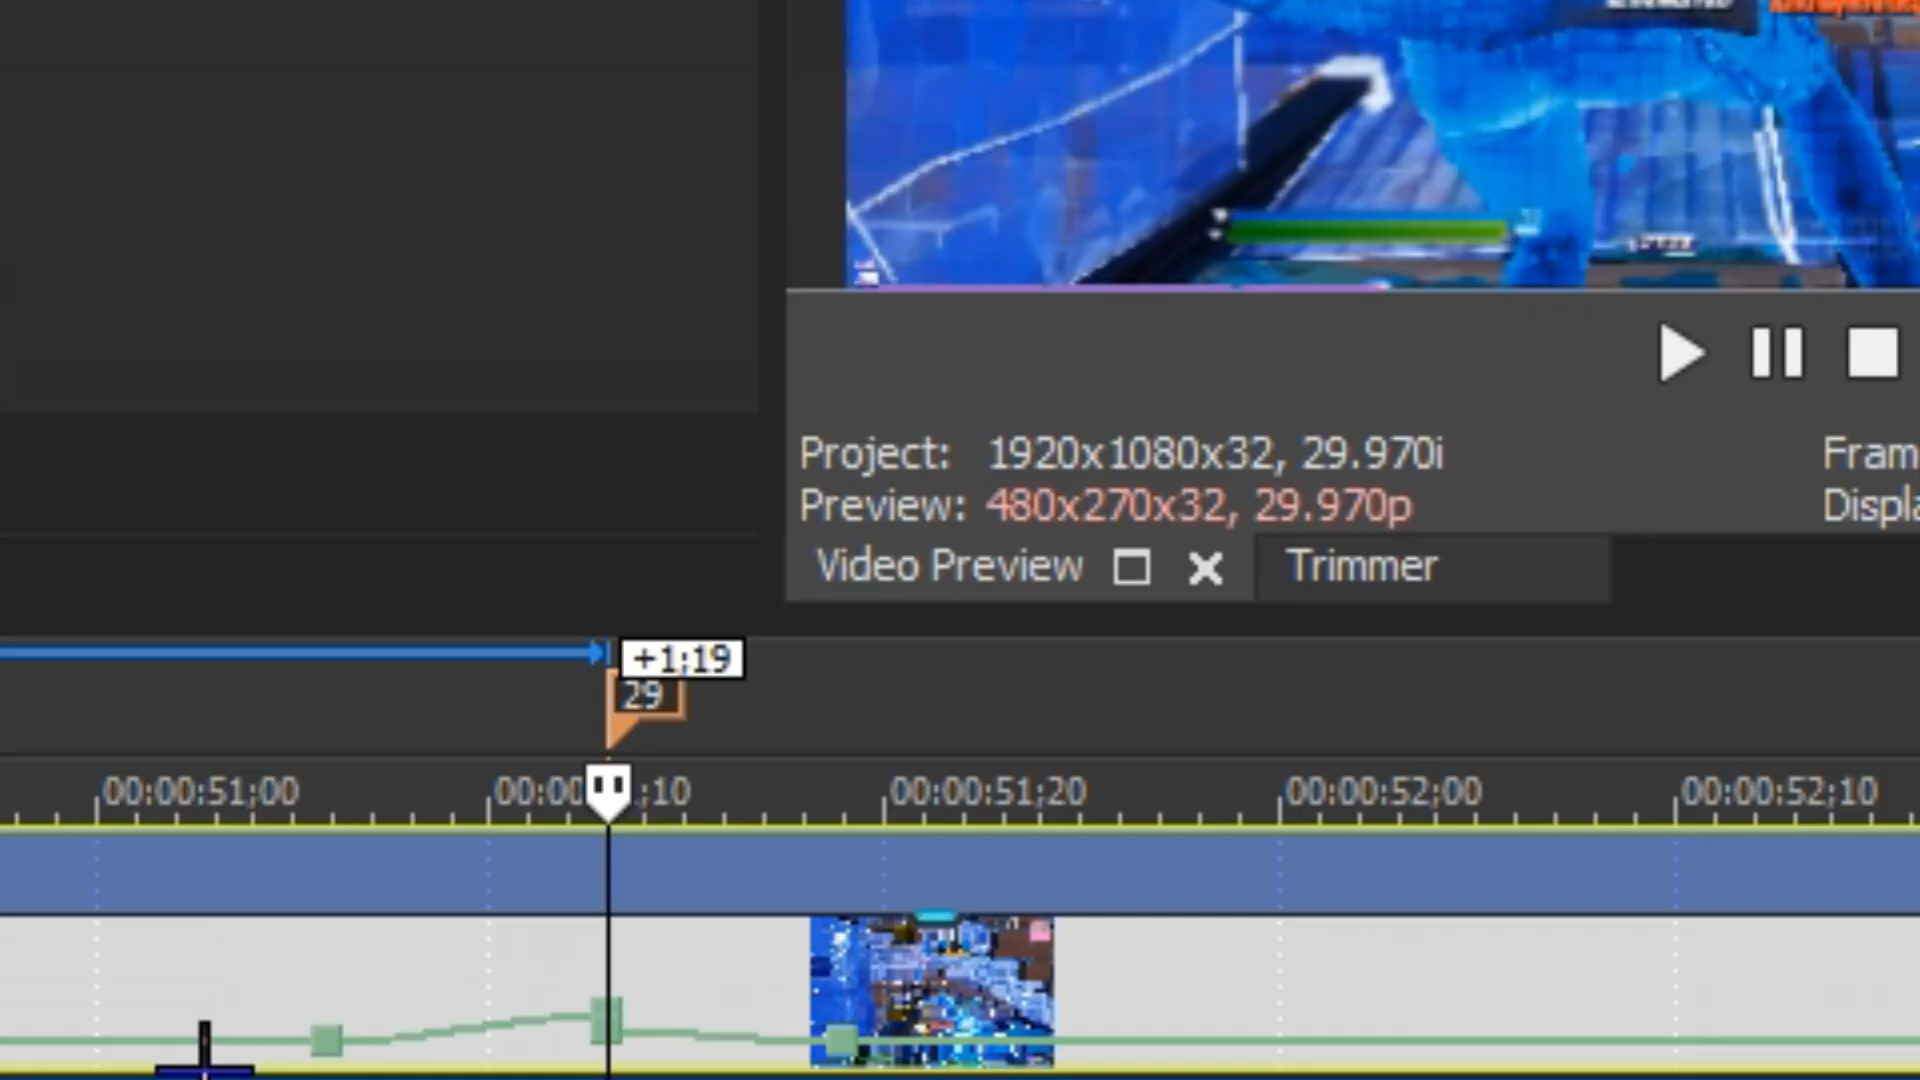 Project: 1920x1080x32, 29.970i
Fram
Preview: 480x270x32, 29.970p
Displa
Video Preview
Trimmer
+1;19
29
00:00:51;00
00:00
;10
00:00:51;20
00:00:52;00
00:00:52;10